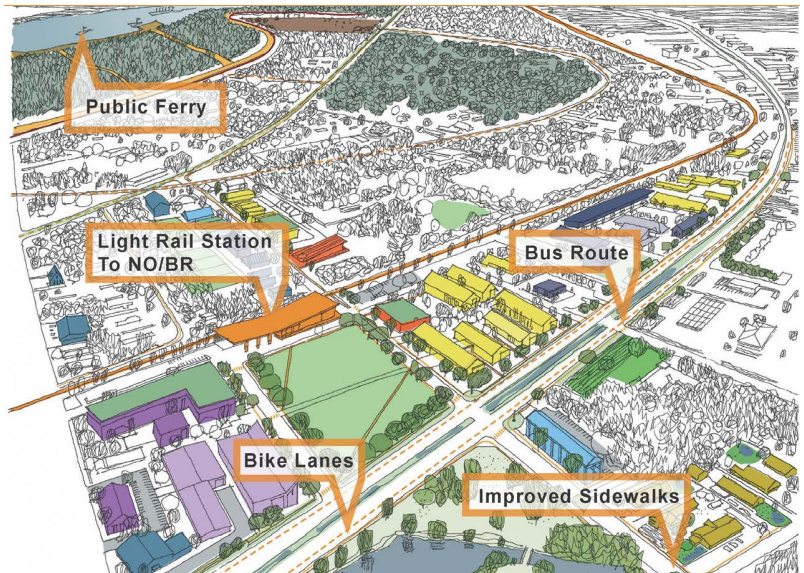 Public Ferry
Light Rail Station
To NO/BR
Bus Route
Bike Lanes
Improved Sidewalks